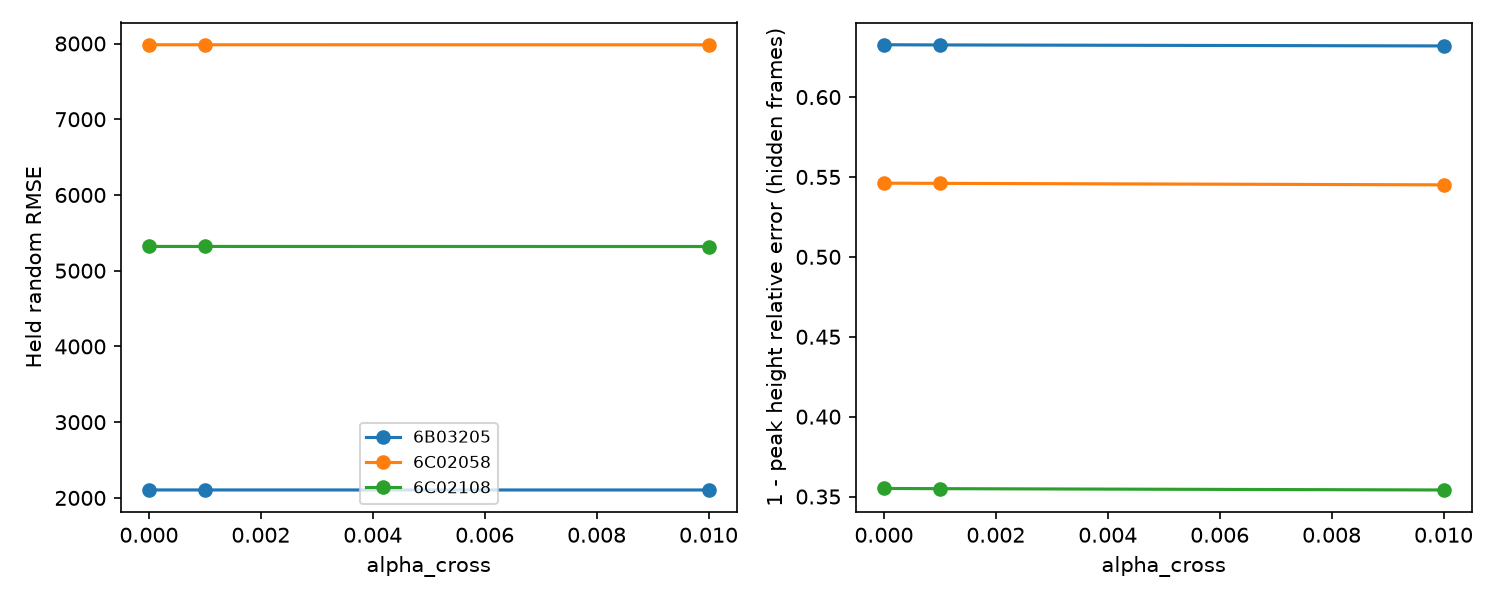 Held random RMSE
8000
7000
6000
5000
4000
3000
2000
6B03205
6C02058
6C02108
0.000 0.002 0.004 0.006 0.008 0.010
alpha_cross
1 - peak height relative error (hidden frames)
0.60
0.55
0.50
0.45
0.40
0.35
0.000 0.002 0.004 0.006 0.008 0.010
alpha_cross